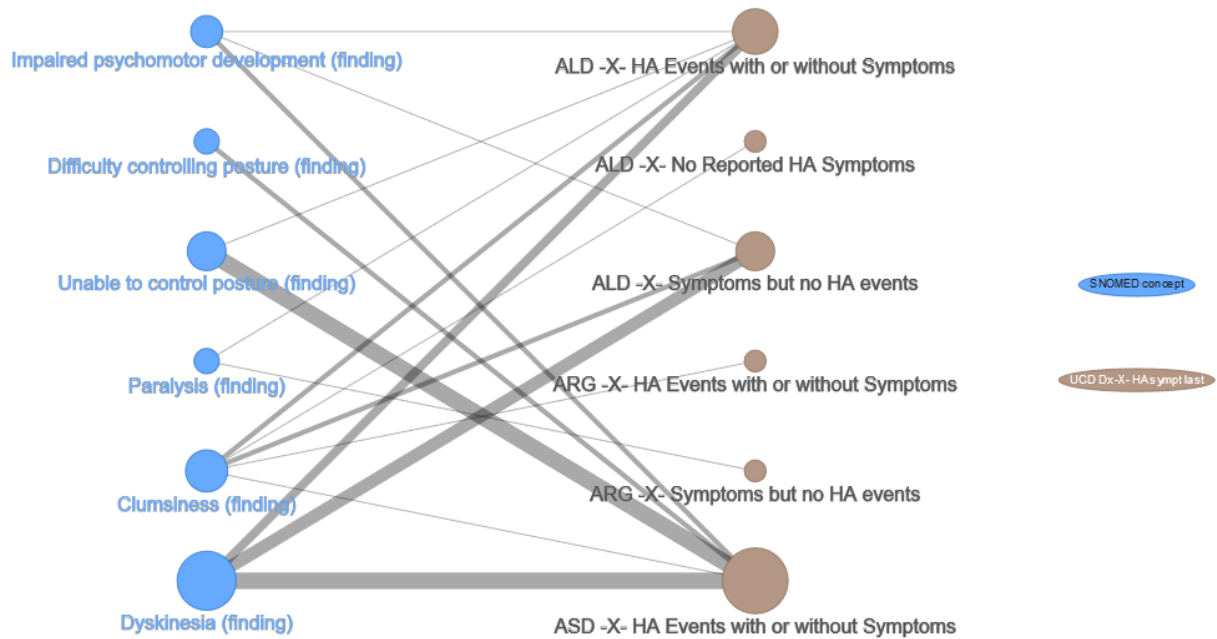 Impaired psychomotor development (finding)
ALD -X- HA Events with or without Symptoms
Difficulty controlling posture (finding)
ALD -X- No Reported HA Symptoms
Unable to control posture (finding)
ALD -X- Symptoms but no HA events
SNOMED concept
Paralysis (finding)
ARG -X- HA Events with or without Symptoms
UCD Dx-X- HA sympt last
Clumsiness (finding)
ARG -X- Symptoms but no HA events
Dyskinesia (finding)
ASD -X- HA Events with or without Symptoms